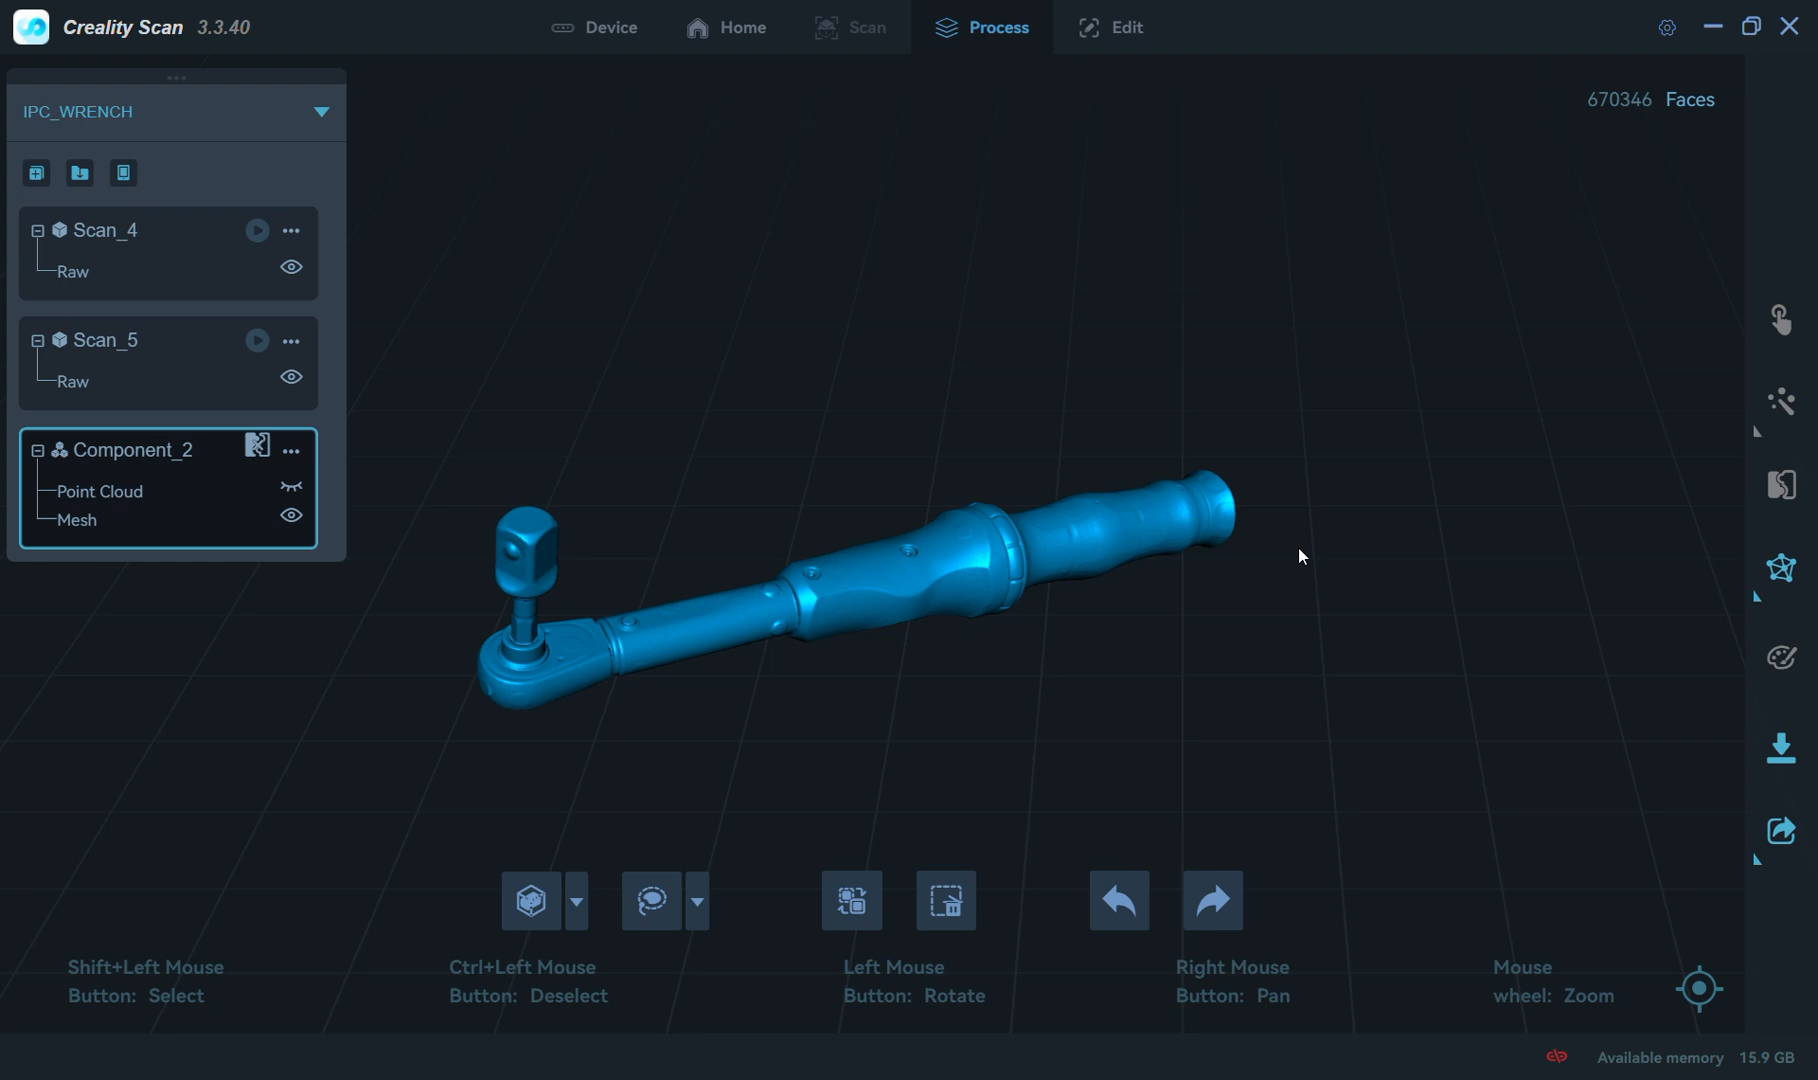 Creality Scan 3.3.40
Device
Home
Scan
Process
Edit
IPC_WRENCH
670346 Faces
Scan_4
Raw
Scan_5
Raw
Component_2
Point Cloud
Mesh
Shift+Left Mouse
Button: Select
Ctrl+Left Mouse
Button: Deselect
Left Mouse
Button: Rotate
Right Mouse
Button: Pan
Mouse
wheel: Zoom
Available memory 15.9 GB